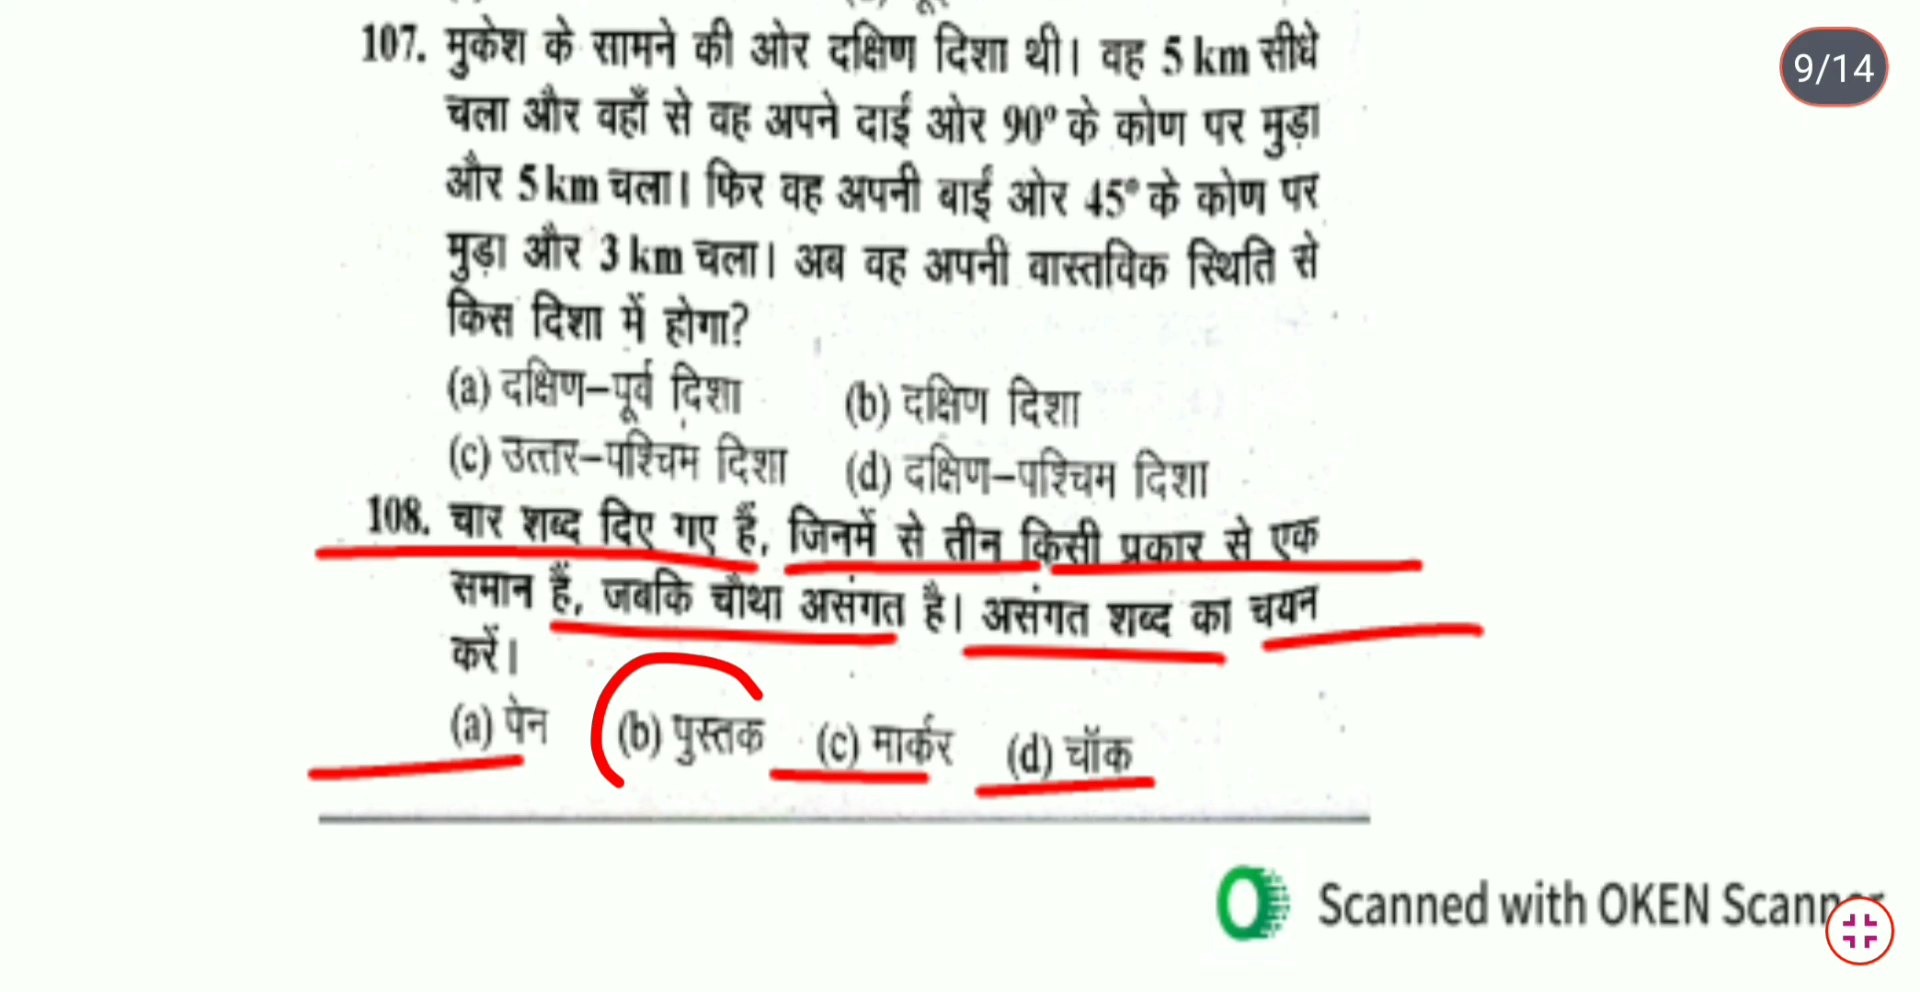 107. मुकेश के सामने की ओर दक्षिण दिशा थी। वह 5 km सीधे
चला और वहाँ से वह अपने दाईं ओर 90° के कोण पर मुड़ा
और 5 km चला। फिर वह अपनी बाईं ओर 45° के कोण पर
मुड़ा और 3 km चला। अब वह अपनी वास्तविक स्थिति से
किस दिशा में होगा?
(a) दक्षिण-पूर्व दिशा (b) दक्षिण दिशा
(c) उत्तर-पश्चिम दिशा (d) दक्षिण-पश्चिम दिशा
108. चार शब्द दिए गए हैं, जिनमें से तीन किसी प्रकार से एक
समान हैं, जबकि चौथा असंगत है। असंगत शब्द का चयन
करें।
(a) पेन (b) पुस्तक (c) मार्कर (d) चॉक
Scanned with OKEN Scanner
9/14